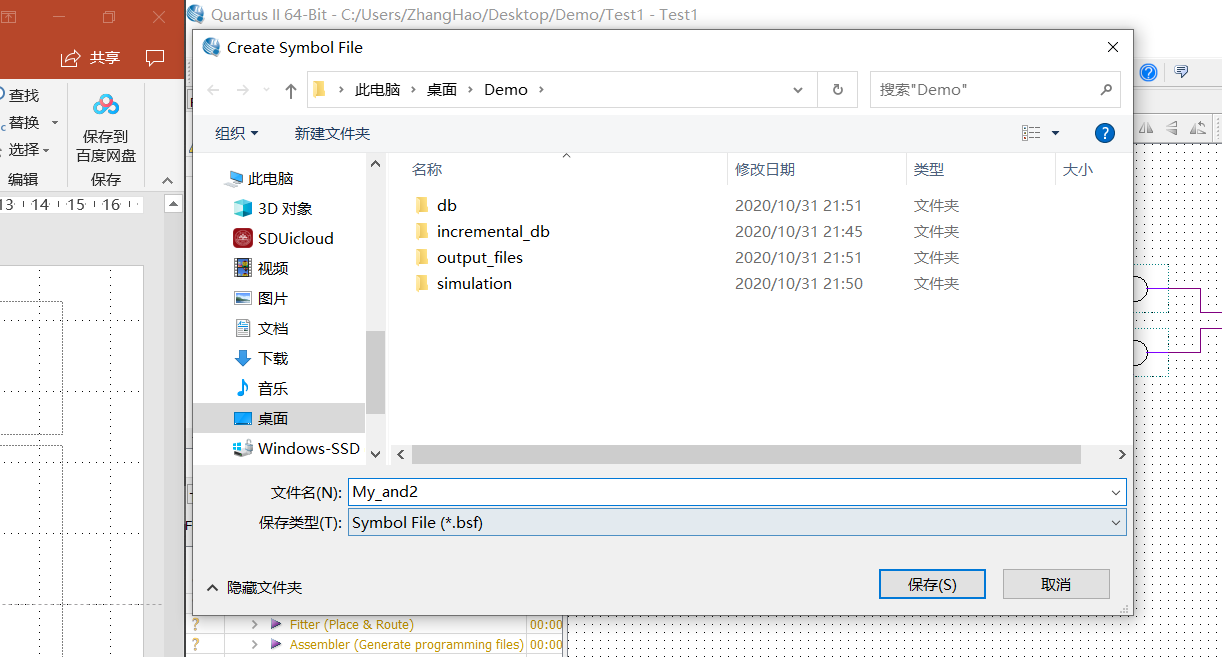 Quartus II 64-Bit - C:/Users/ZhangHao/Desktop/Demo/Test1 - Test1
共享
查找
替换
选择
编辑
保存到
百度网盘
保存
13 14 15 16
Create Symbol File
此电脑 桌面 Demo
搜索"Demo"
组织 新建文件夹
此电脑
3D 对象
SDUicloud
视频
图片
文档
下载
音乐
桌面
Windows-SSD
名称 修改日期 类型 大小
db 2020/10/31 21:51 文件夹
incremental_db 2020/10/31 21:45 文件夹
output_files 2020/10/31 21:51 文件夹
simulation 2020/10/31 21:50 文件夹
文件名(N): My_and2
保存类型(T): Symbol File (*.bsf)
隐藏文件夹
保存(S) 取消
? Fitter (Place & Route) 00:00
? Assembler (Generate programming files) 00:00